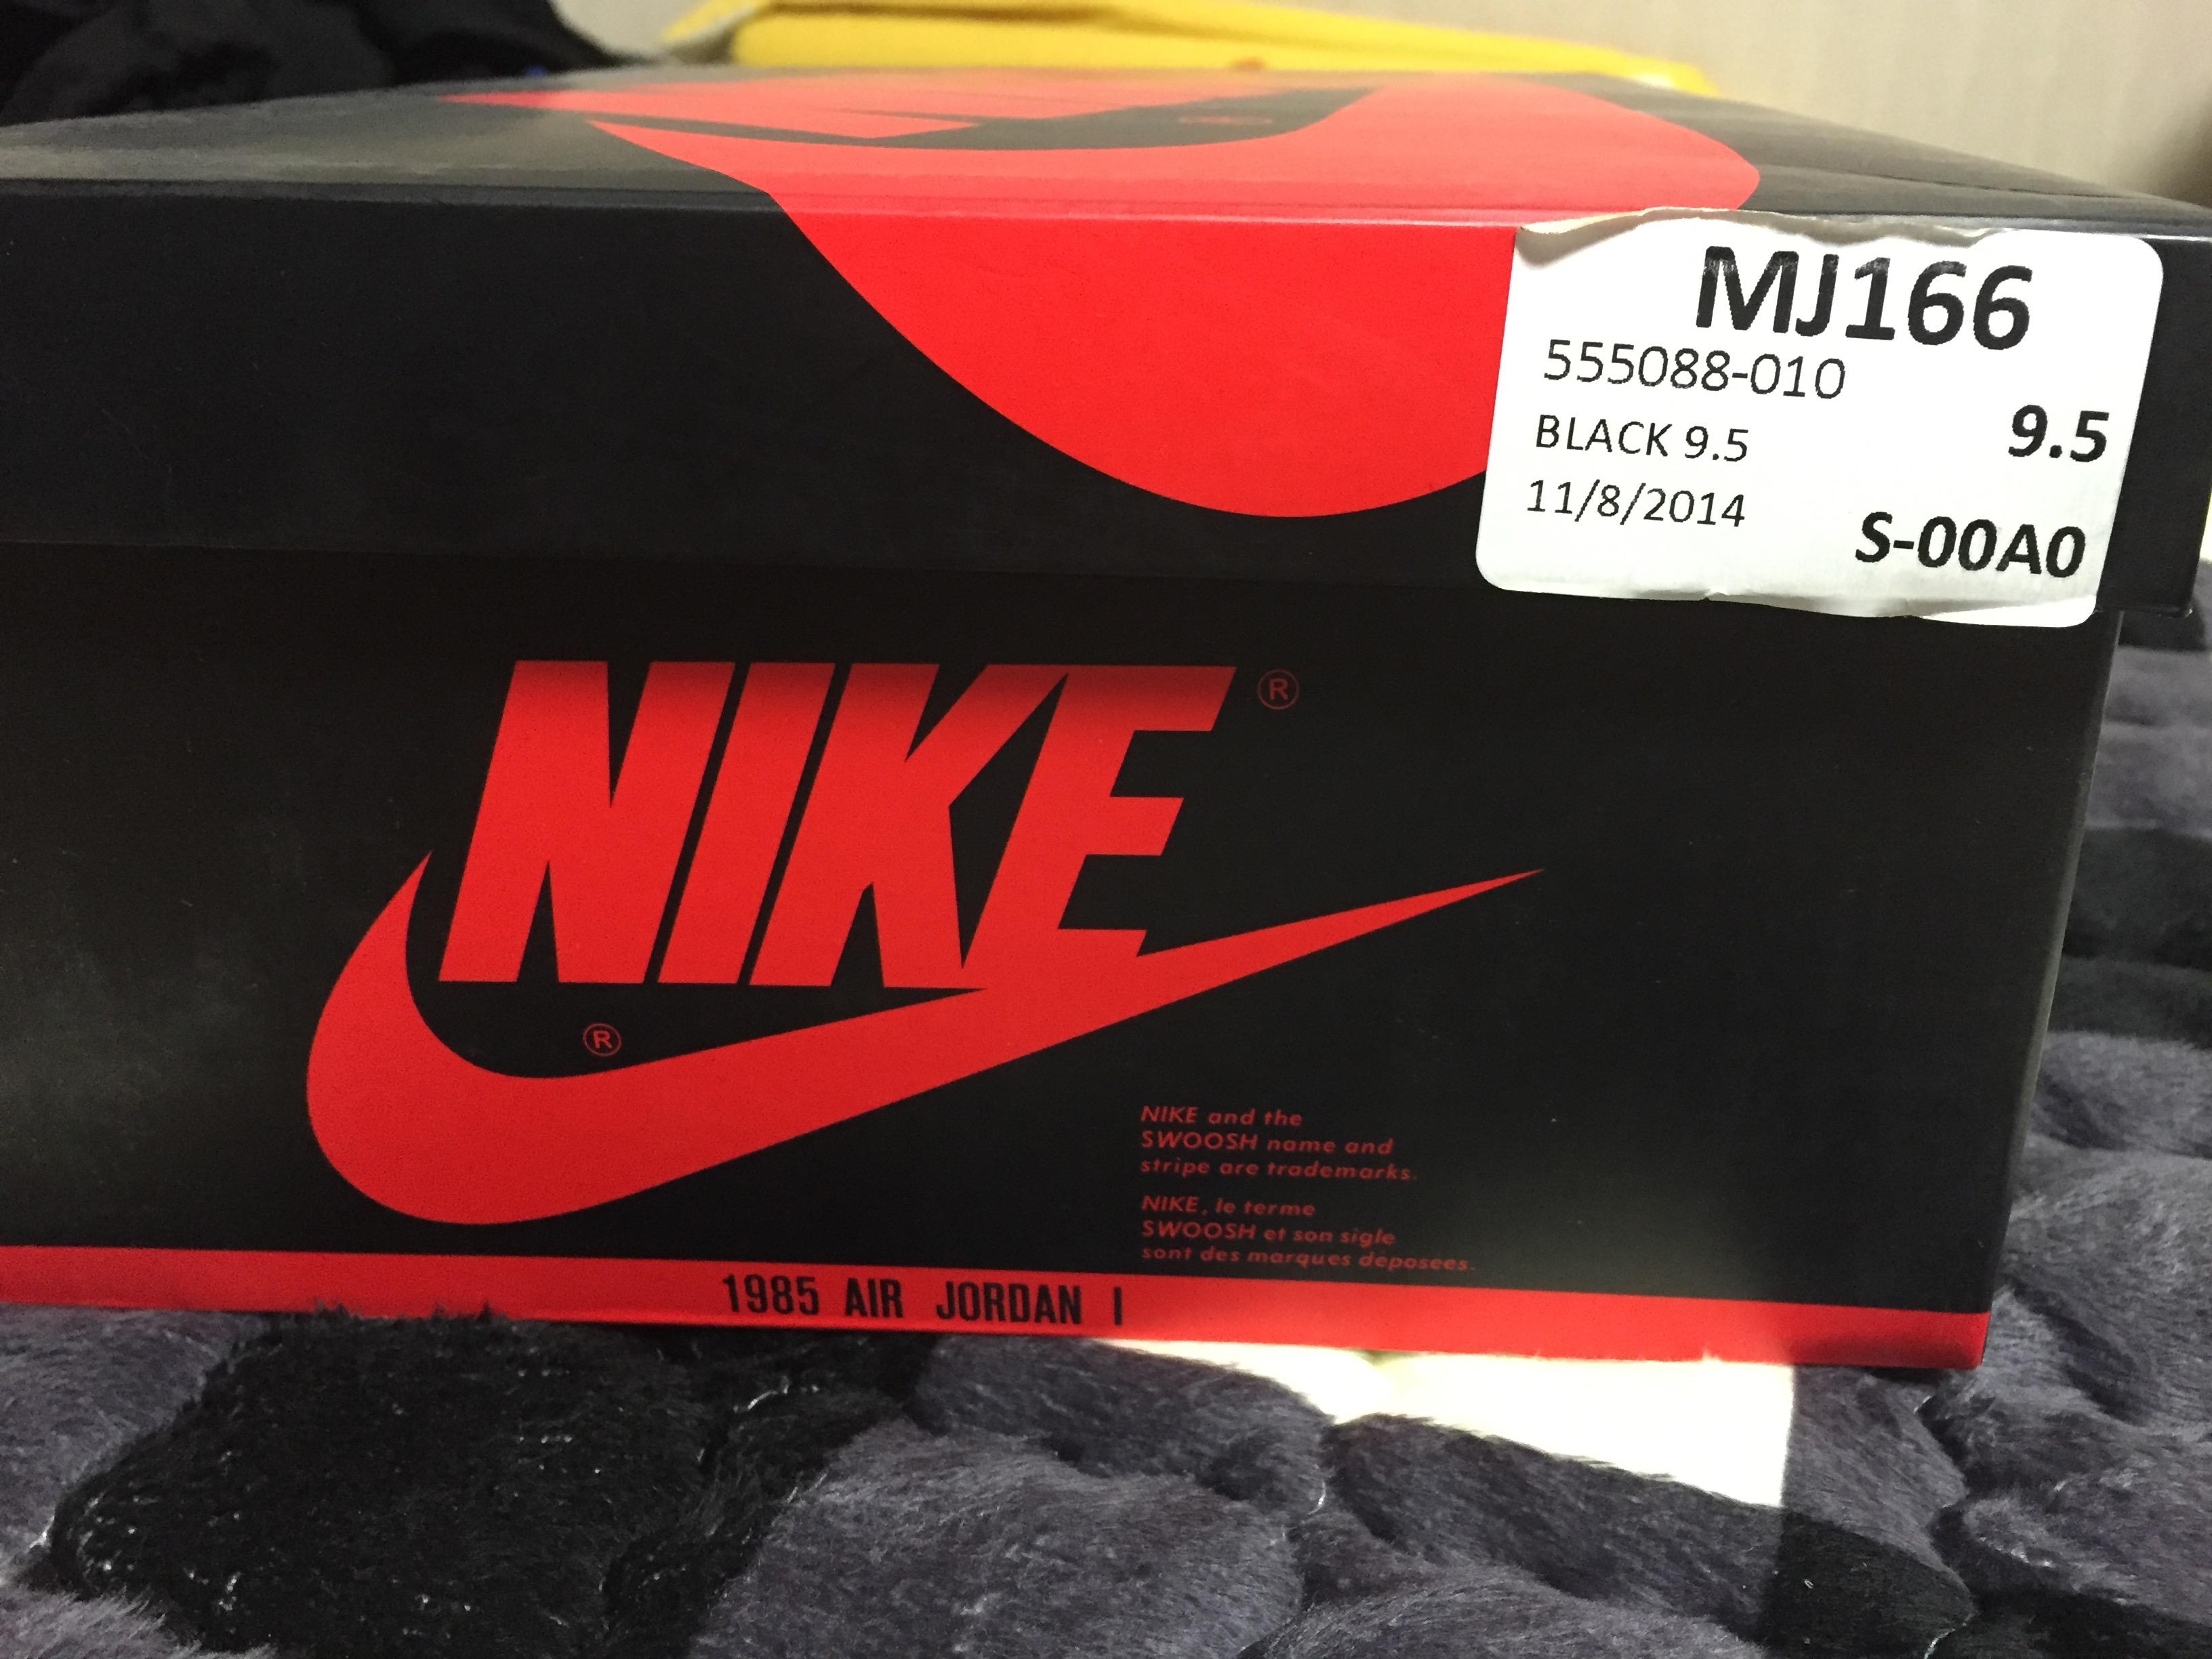 MJ166
555088-010
BLACK 9.5
9.5
11/8/2014
S-00A0
NIKE ®
®
NIKE and the
SWOOSH name and
stripe are trademarks.
NIKE, le terme
SWOOSH et son sigle
sont des marques deposees.
1985 AIR JORDAN I